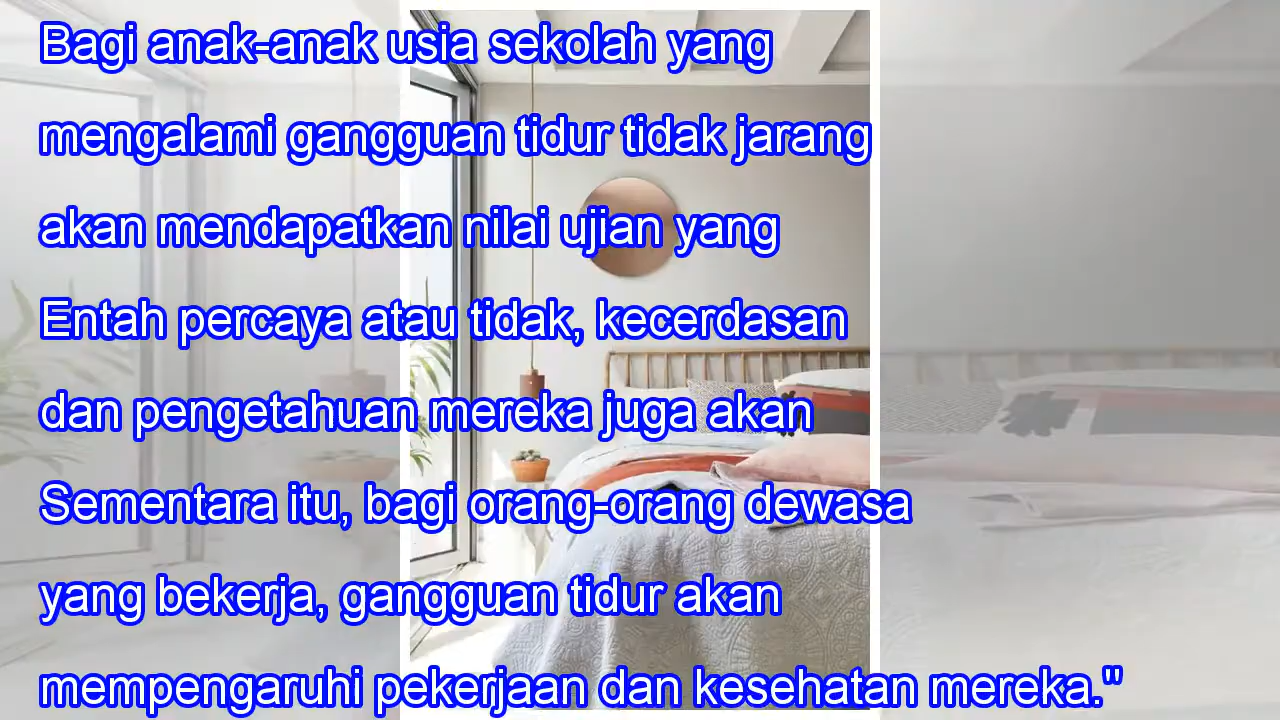 Bagi anak-anak usia sekolah yang
mengalami gangguan tidur tidak jarang
akan mendapatkan nilai ujian yang
Entah percaya atau tidak, kecerdasan
dan pengetahuan mereka juga akan
Sementara itu, bagi orang-orang dewasa
yang bekerja, gangguan tidur akan
mempengaruhi pekerjaan dan kesehatan mereka."